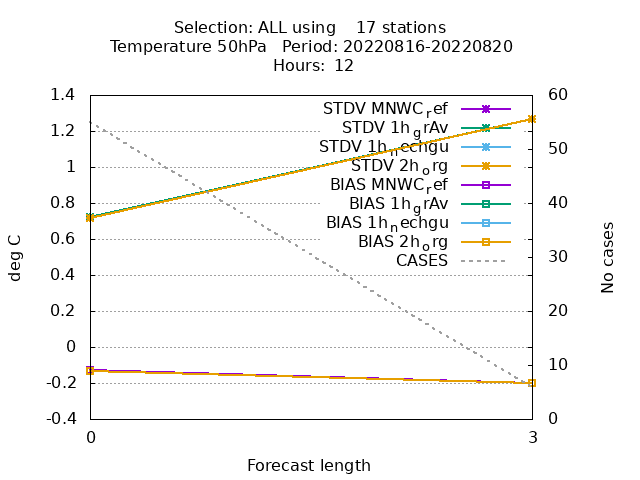 Selection: ALL using    17 stations
Temperature 50hPa   Period: 20220816-20220820
Hours: 12
1.4
1.2
1
0.8
0.6
0.4
0.2
0
-0.2
-0.4
deg C
60
50
40
30
20
10
0
No cases
STDV MNWC_ref
STDV 1h_grAv
STDV 1h_nechgu
STDV 2h_org
BIAS MNWC_ref
BIAS 1h_grAv
BIAS 1h_nechgu
BIAS 2h_org
CASES
0
3
Forecast length